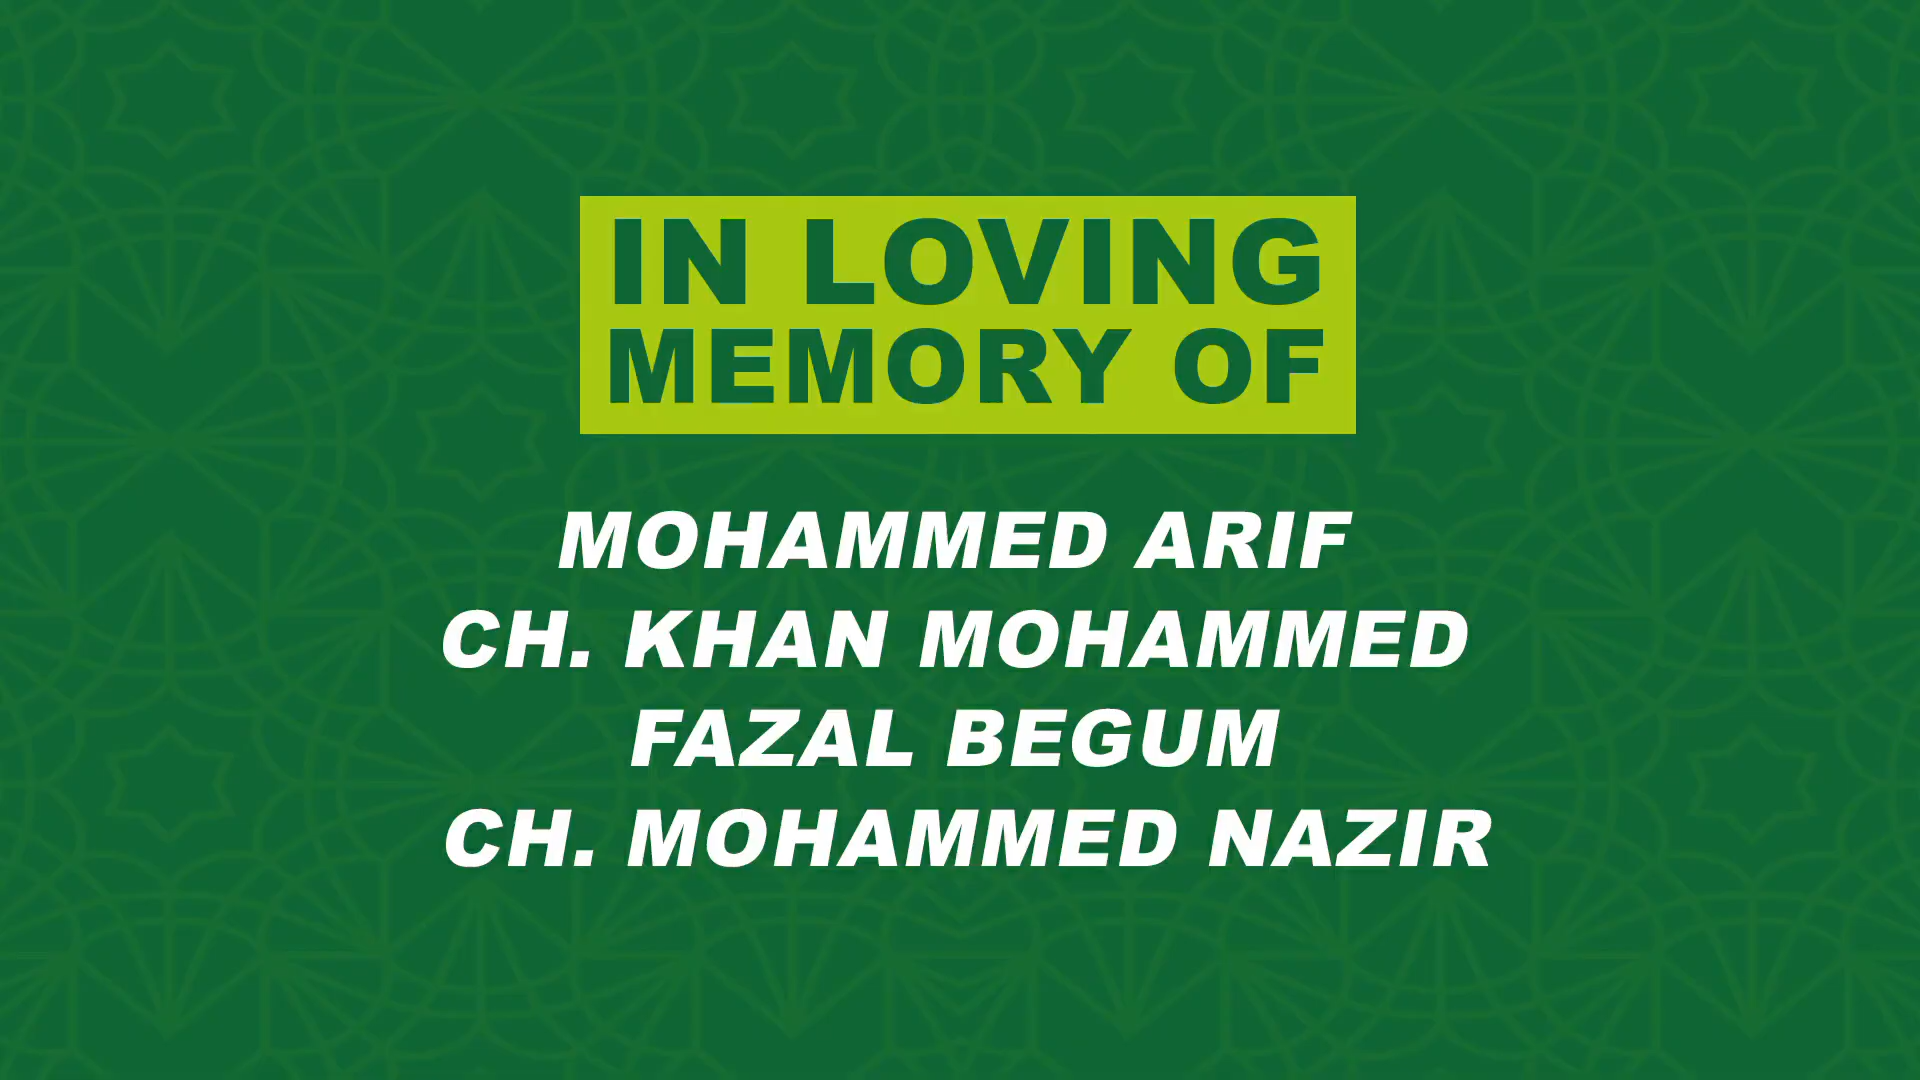 IN LOVING
MEMORY OF
MOHAMMED ARIF
CH. KHAN MOHAMMED
FAZAL BEGUM
CH. MOHAMMED NAZIR